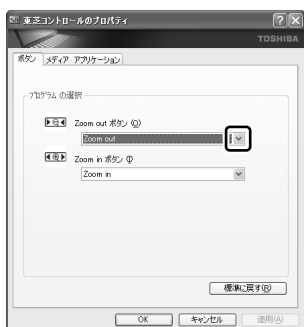 東芝コントロールのプロパティ
TOSHIBA
ボタン メディア アプリケーション
プログラムの選択
Zoom out ボタン (O)
Zoom out
Zoom in ボタン (I)
Zoom in
標準に戻す(R)
OK キャンセル 適用(A)